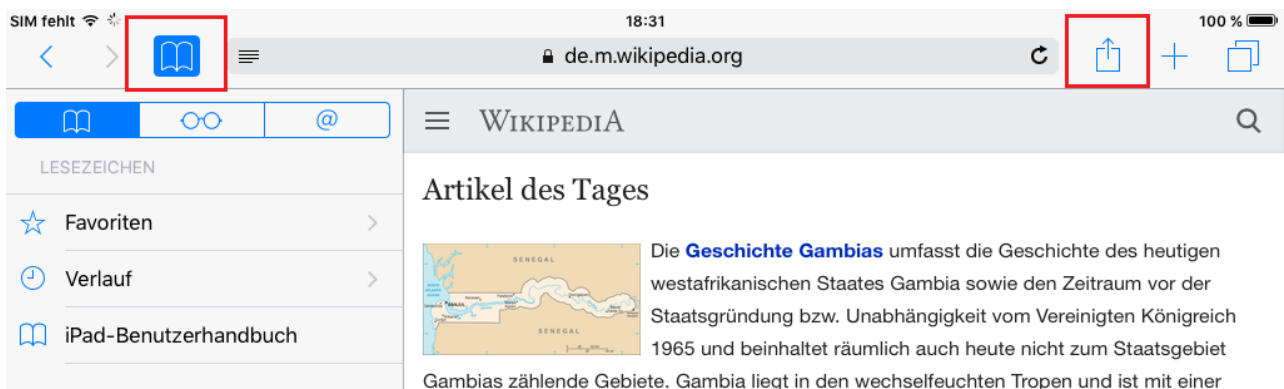 SIM fehlt 18:31 100 %
de.m.wikipedia.org
@
WIKIPEDIA
LESEZEICHEN
Favoriten
Verlauf
iPad-Benutzerhandbuch
Artikel des Tages
SENEGAL
SENEGAL
Die Geschichte Gambias umfasst die Geschichte des heutigen
westafrikanischen Staates Gambia sowie den Zeitraum vor der
Staatsgründung bzw. Unabhängigkeit vom Vereinigten Königreich
1965 und beinhaltet räumlich auch heute nicht zum Staatsgebiet
Gambias zählende Gebiete. Gambia liegt in den wechselfeuchten Tropen und ist mit einer